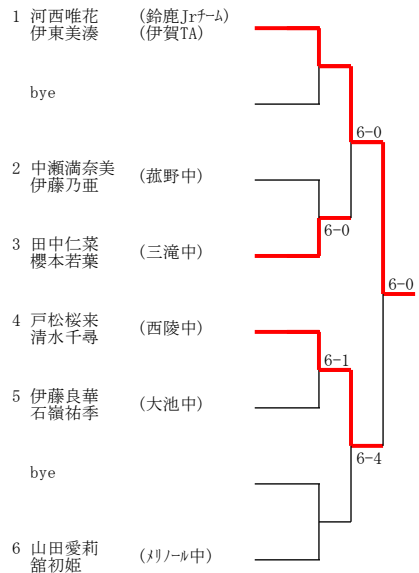 1 河西唯花 (鈴鹿Jrﾁｰﾑ)
伊東美湊 (伊賀TA)
bye
6-0
2 中瀬満奈美
伊藤乃亜 (菰野中)
6-0
3 田中仁菜
櫻本若葉 (三滝中)
6-0
4 戸松桜来
清水千尋 (西陵中)
6-1
5 伊藤良華
石嶺祐季 (大池中)
6-4
bye
6 山田愛莉
舘初姫 (ﾒﾘﾉｰﾙ中)